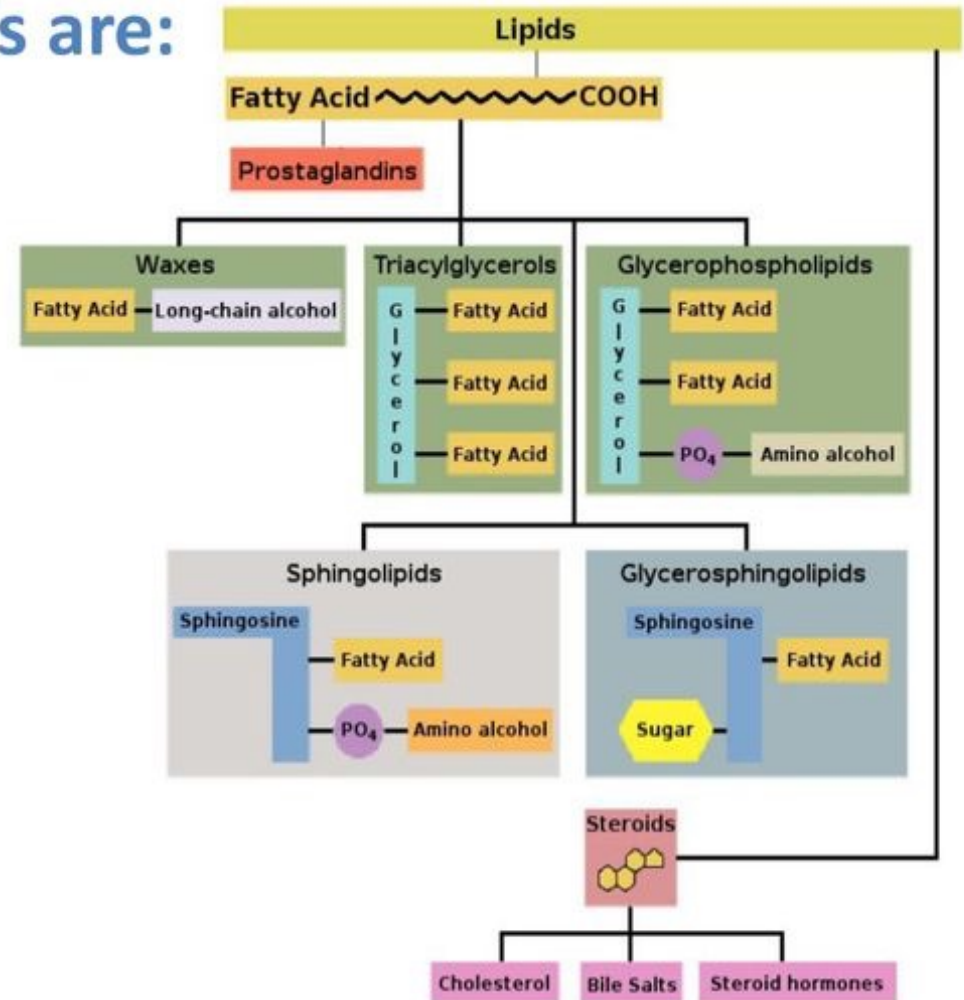 s are:
Lipids
Fatty Acid COOH
Prostaglandins
Waxes
Fatty Acid Long-chain alcohol
Triacylglycerols
Glycerol
Fatty Acid
Fatty Acid
Fatty Acid
Glycerophospholipids
Glycerol
Fatty Acid
Fatty Acid
PO₄ Amino alcohol
Sphingolipids
Sphingosine
Fatty Acid
PO₄ Amino alcohol
Glycerosphingolipids
Sphingosine
Fatty Acid
Sugar
Steroids
Cholesterol
Bile Salts
Steroid hormones